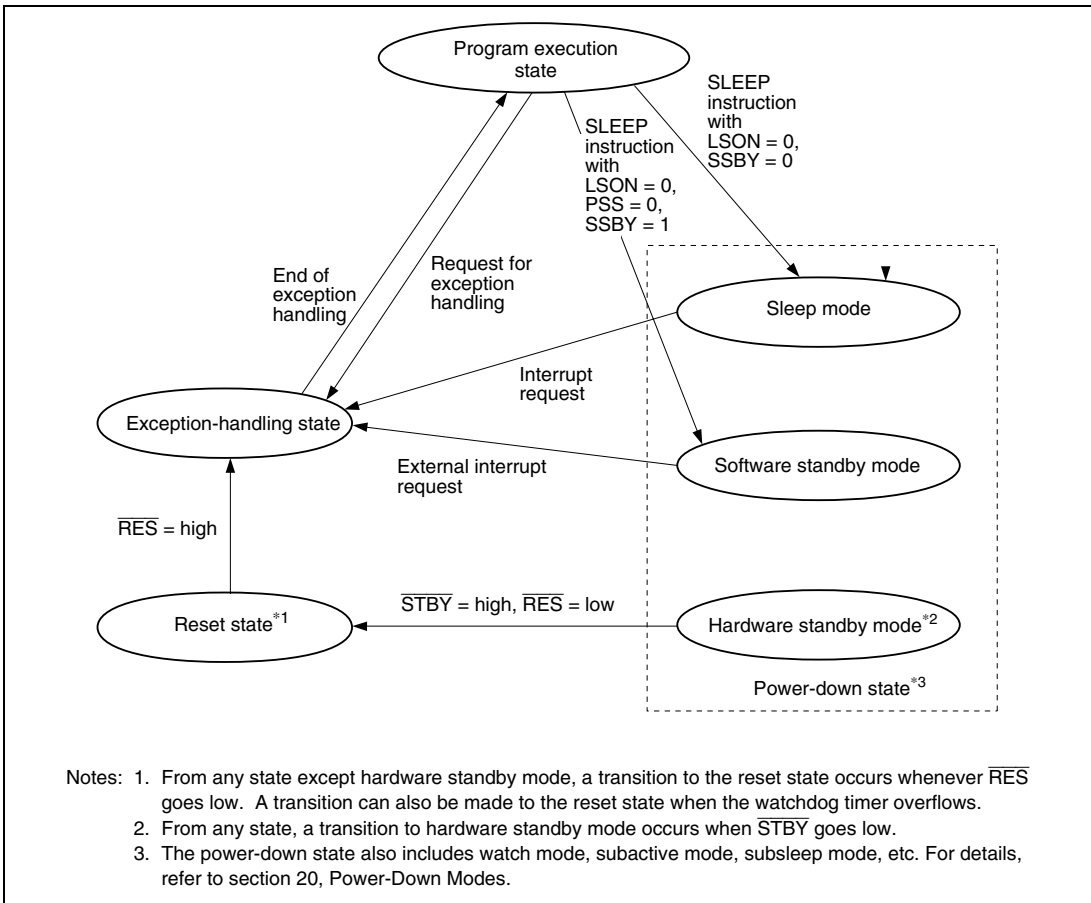 Program execution
state
SLEEP
instruction
with
LSON = 0,
SSBY = 0
SLEEP
instruction
with
LSON = 0,
PSS = 0,
SSBY = 1
End of
exception
handling
Request for
exception
handling
Sleep mode
Interrupt
request
Exception-handling state
External interrupt
request
Software standby mode
R̅E̅S̅ = high
S̅T̅B̅Y̅ = high, R̅E̅S̅ = low
Reset state*1
Hardware standby mode*2
Power-down state*3
Notes: 1. From any state except hardware standby mode, a transition to the reset state occurs whenever R̅E̅S̅
goes low. A transition can also be made to the reset state when the watchdog timer overflows.
2. From any state, a transition to hardware standby mode occurs when S̅T̅B̅Y̅ goes low.
3. The power-down state also includes watch mode, subactive mode, subsleep mode, etc. For details,
refer to section 20, Power-Down Modes.